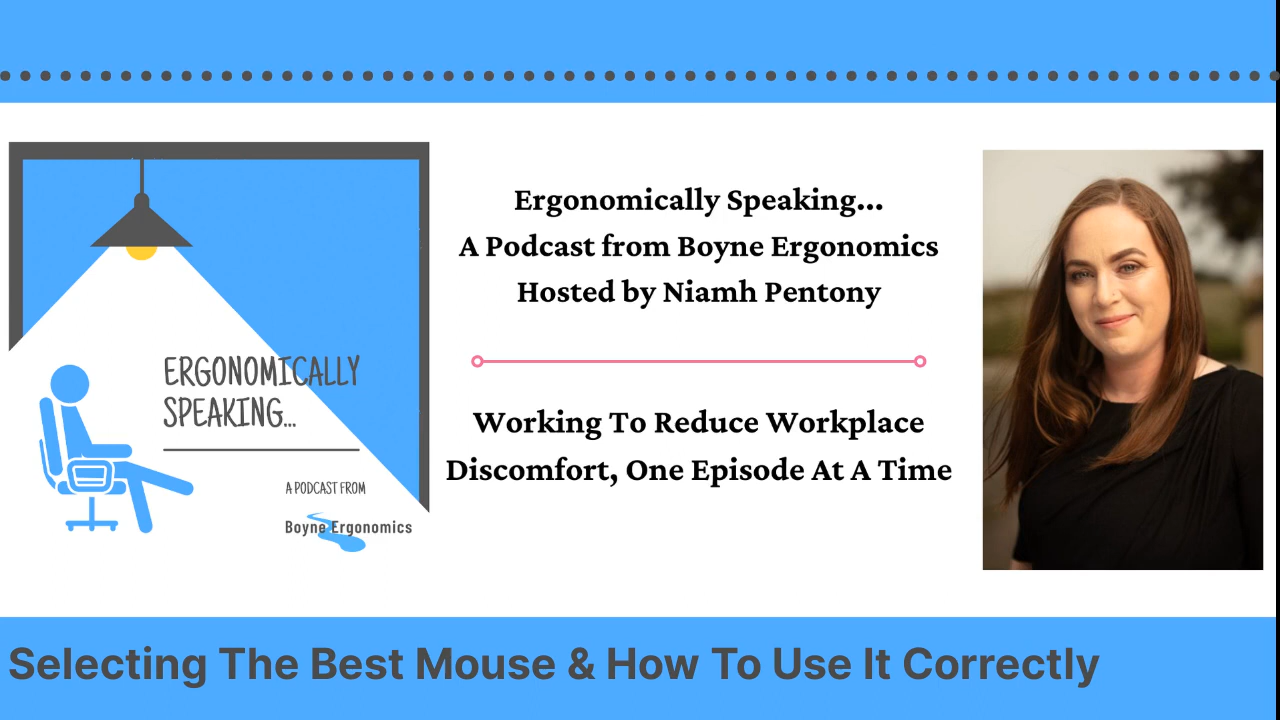 Ergonomically Speaking...
A Podcast from Boyne Ergonomics
Hosted by Niamh Pentony
Working To Reduce Workplace
Discomfort, One Episode At A Time
ERGONOMICALLY
SPEAKING...
A PODCAST FROM
Boyne Ergonomics
Selecting The Best Mouse & How To Use It Correctly